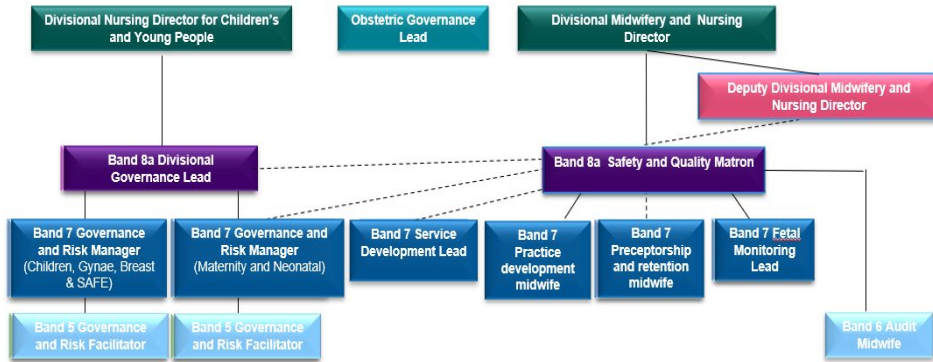 Divisional Nursing Director for Children's
and Young People
Obstetric Governance
Lead
Divisional Midwifery and Nursing
Director
Deputy Divisional Midwifery and
Nursing Director
Band 8a Divisional
Governance Lead
Band 8a Safety and Quality Matron
Band 7 Governance
and Risk Manager
(Children, Gynae, Breast
& SAFE)
Band 7 Governance and
Risk Manager
(Maternity and Neonatal)
Band 7 Service
Development Lead
Band 7
Practice
development
midwife
Band 7
Preceptorship
and retention
midwife
Band 7 Fetal
Monitoring
Lead
Band 5 Governance
and Risk Facilitator
Band 5 Governance
and Risk Facilitator
Band 6 Audit
Midwife